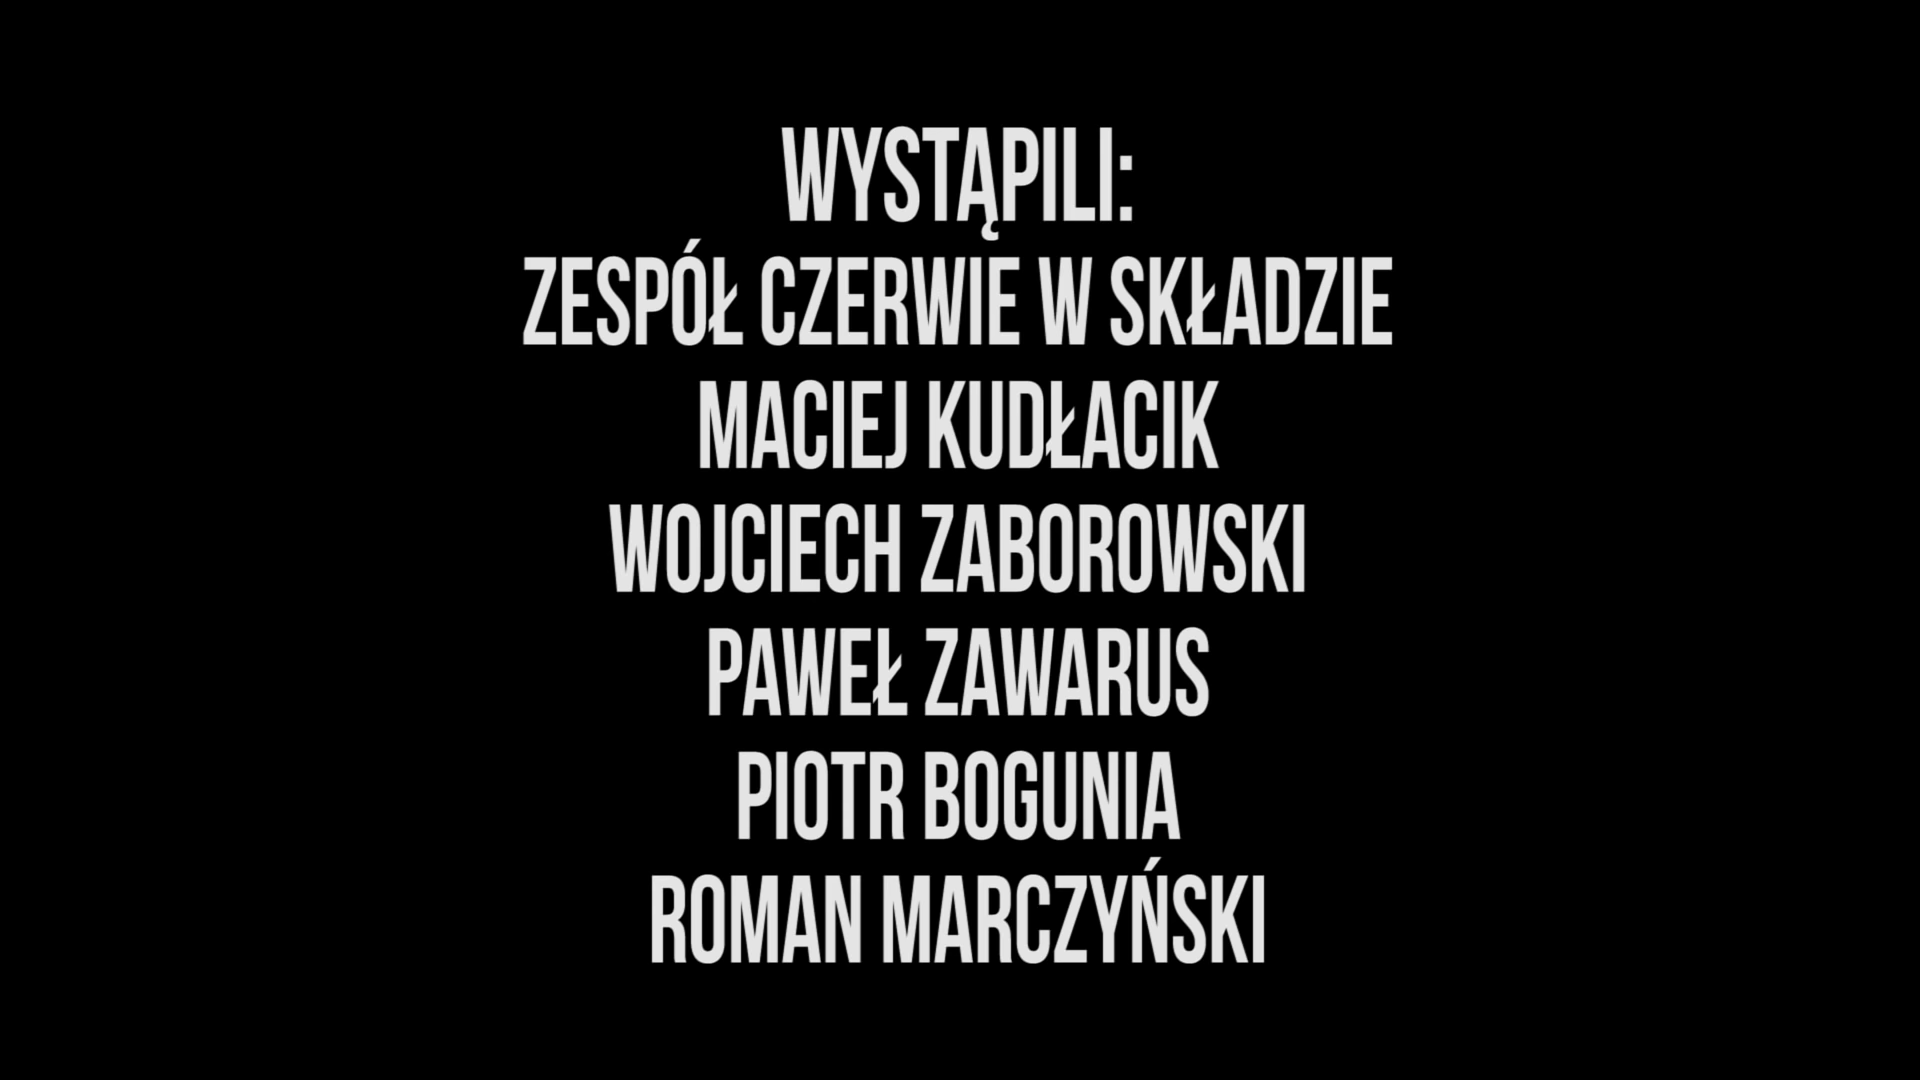 WYSTĄPILI:
ZESPÓŁ CZERWIE W SKŁADZIE
MACIEJ KUDŁACIK
WOJCIECH ZABOROWSKI
PAWEŁ ZAWARUS
PIOTR BOGUNIA
ROMAN MARCZYŃSKI